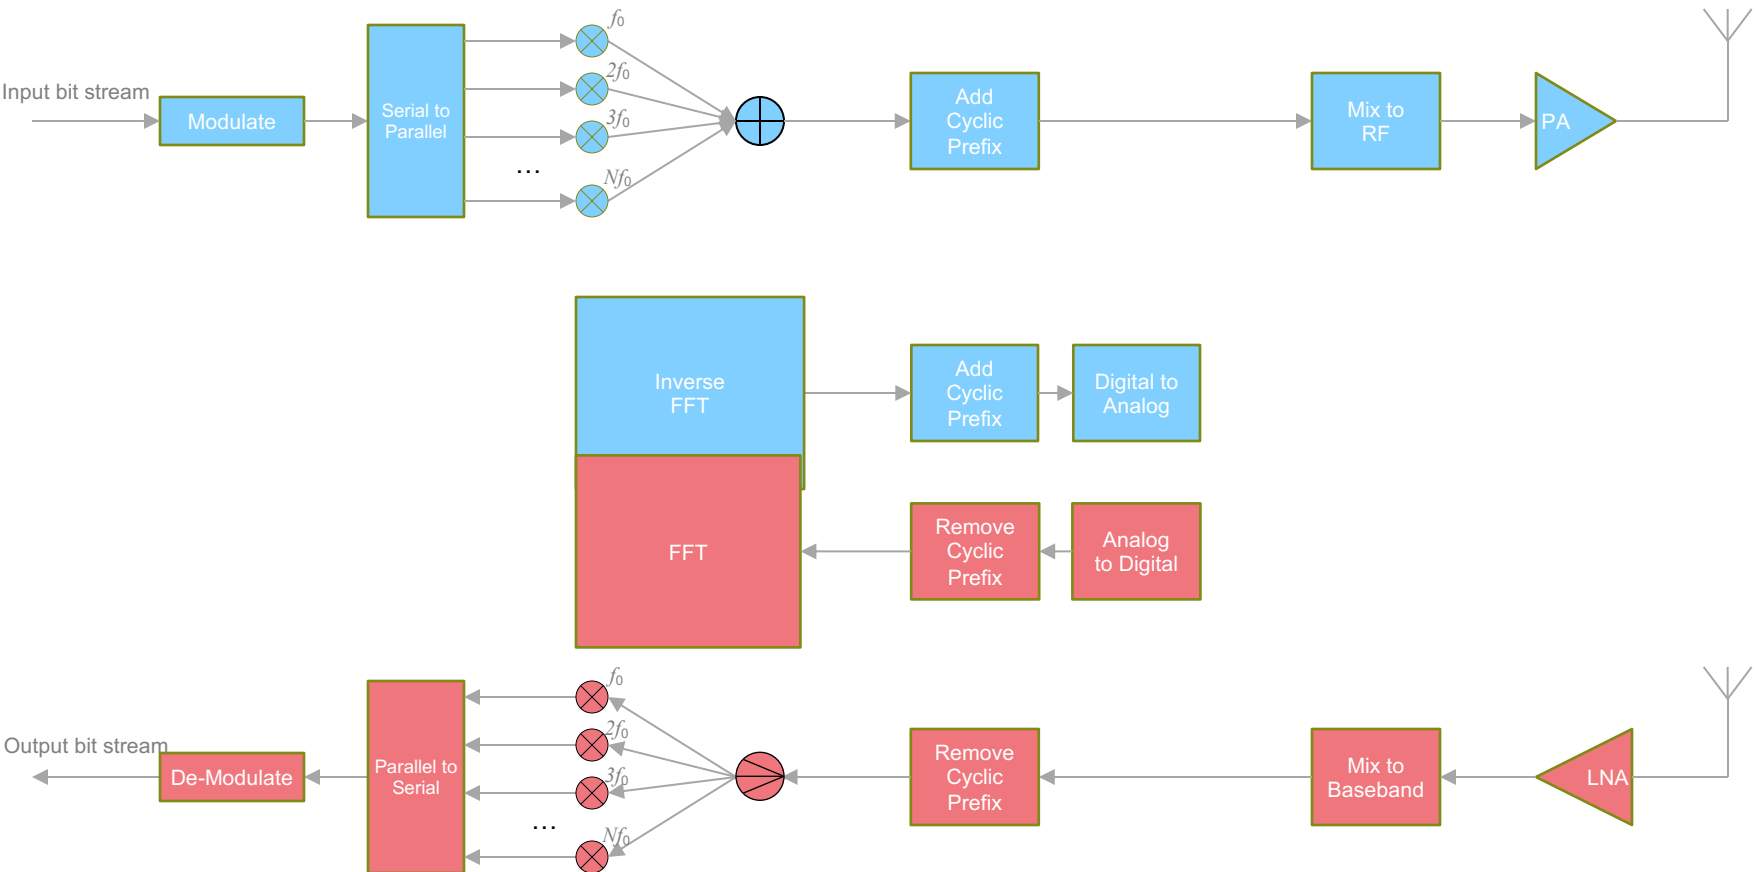 Input bit stream
Modulate
Serial to
Parallel
f0
2f0
3f0
...
Nf0
Add
Cyclic
Prefix
Mix to
RF
PA
Inverse
FFT
Add
Cyclic
Prefix
Digital to
Analog
FFT
Remove
Cyclic
Prefix
Analog
to Digital
Output bit stream
De-Modulate
Parallel to
Serial
f0
2f0
3f0
...
Nf0
Remove
Cyclic
Prefix
Mix to
Baseband
LNA